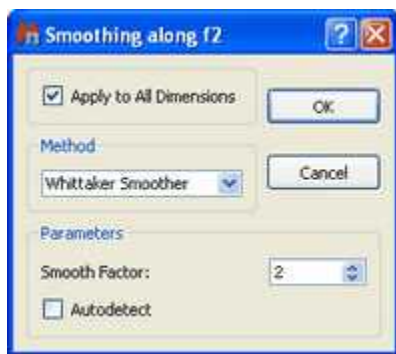 Smoothing along f2
Apply to All Dimensions
OK
Method
Whittaker Smoother
Cancel
Parameters
Smooth Factor: 2
Autodetect